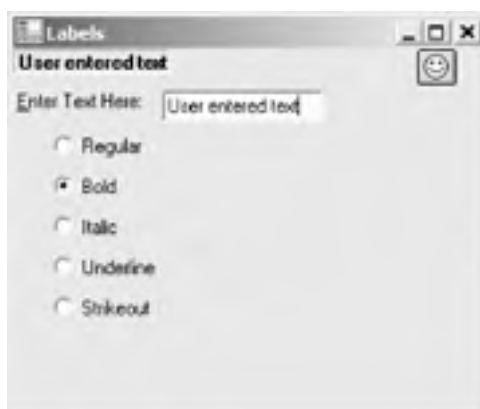 Labels
User entered text
Enter Text Here: User entered text
Regular
Bold
Italic
Underline
Strikeout